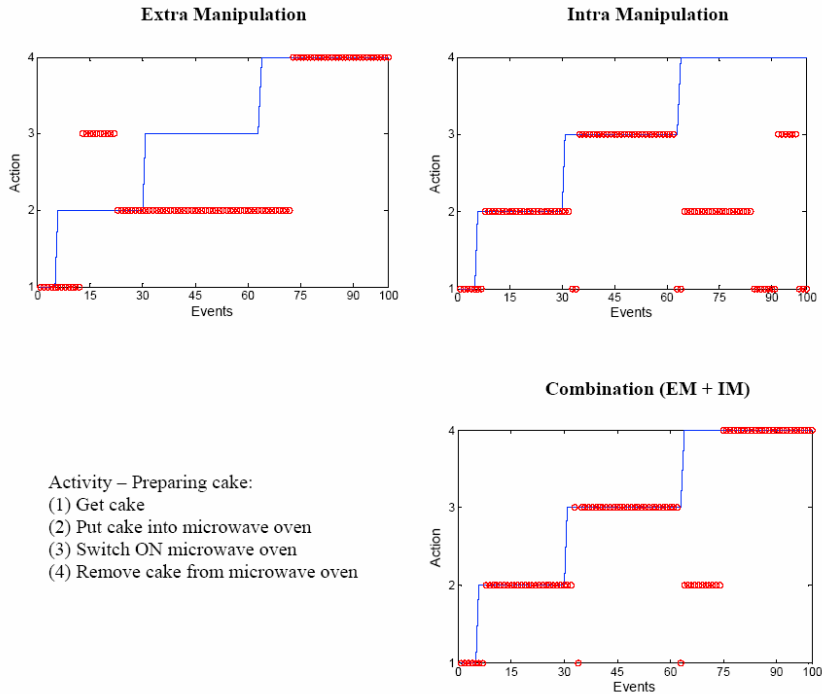 Extra Manipulation
4
3
2
1
0 15 30 45 60 75 90 100
Action
Events
Intra Manipulation
4
3
2
1
0 15 30 45 60 75 90 100
Action
Events
Activity – Preparing cake:
(1) Get cake
(2) Put cake into microwave oven
(3) Switch ON microwave oven
(4) Remove cake from microwave oven
Combination (EM + IM)
4
3
2
1
0 15 30 45 60 75 90 100
Action
Events